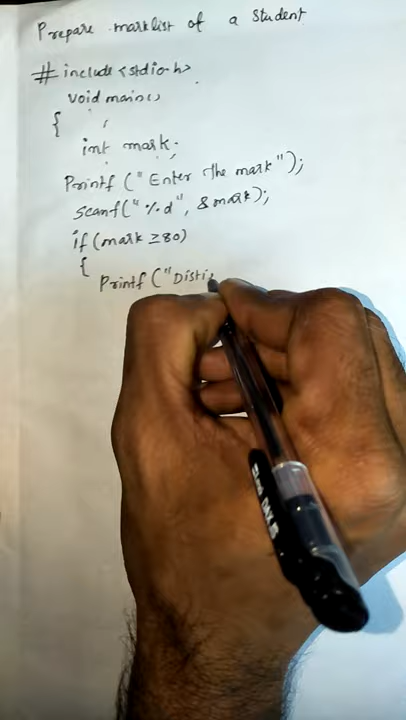 Prepare marklist of a Student
# include <stdio.h>
void main()
{
int mark;
Printf ("Enter the mark");
scanf("%d", &mark);
if (mark ≥80)
{
Printf ("Disti